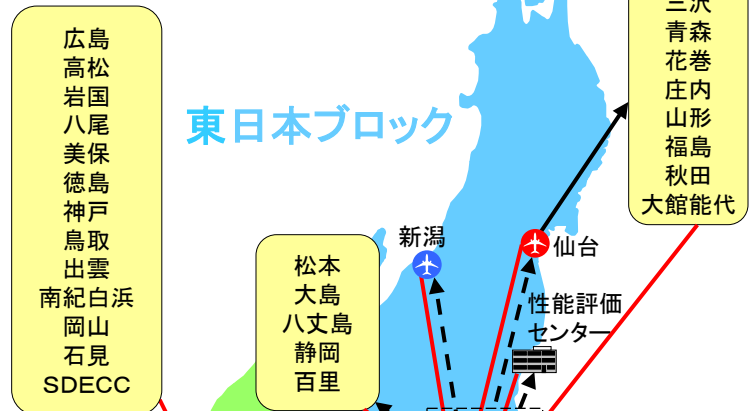 広島
高松
岩国
八尾
美保
徳島
神戸
鳥取
出雲
南紀白浜
岡山
石見
SDECC
東日本ブロック
三沢
青森
花巻
庄内
山形
福島
秋田
大館能代
新潟
仙台
松本
大島
八丈島
静岡
百里
性能評価
センター